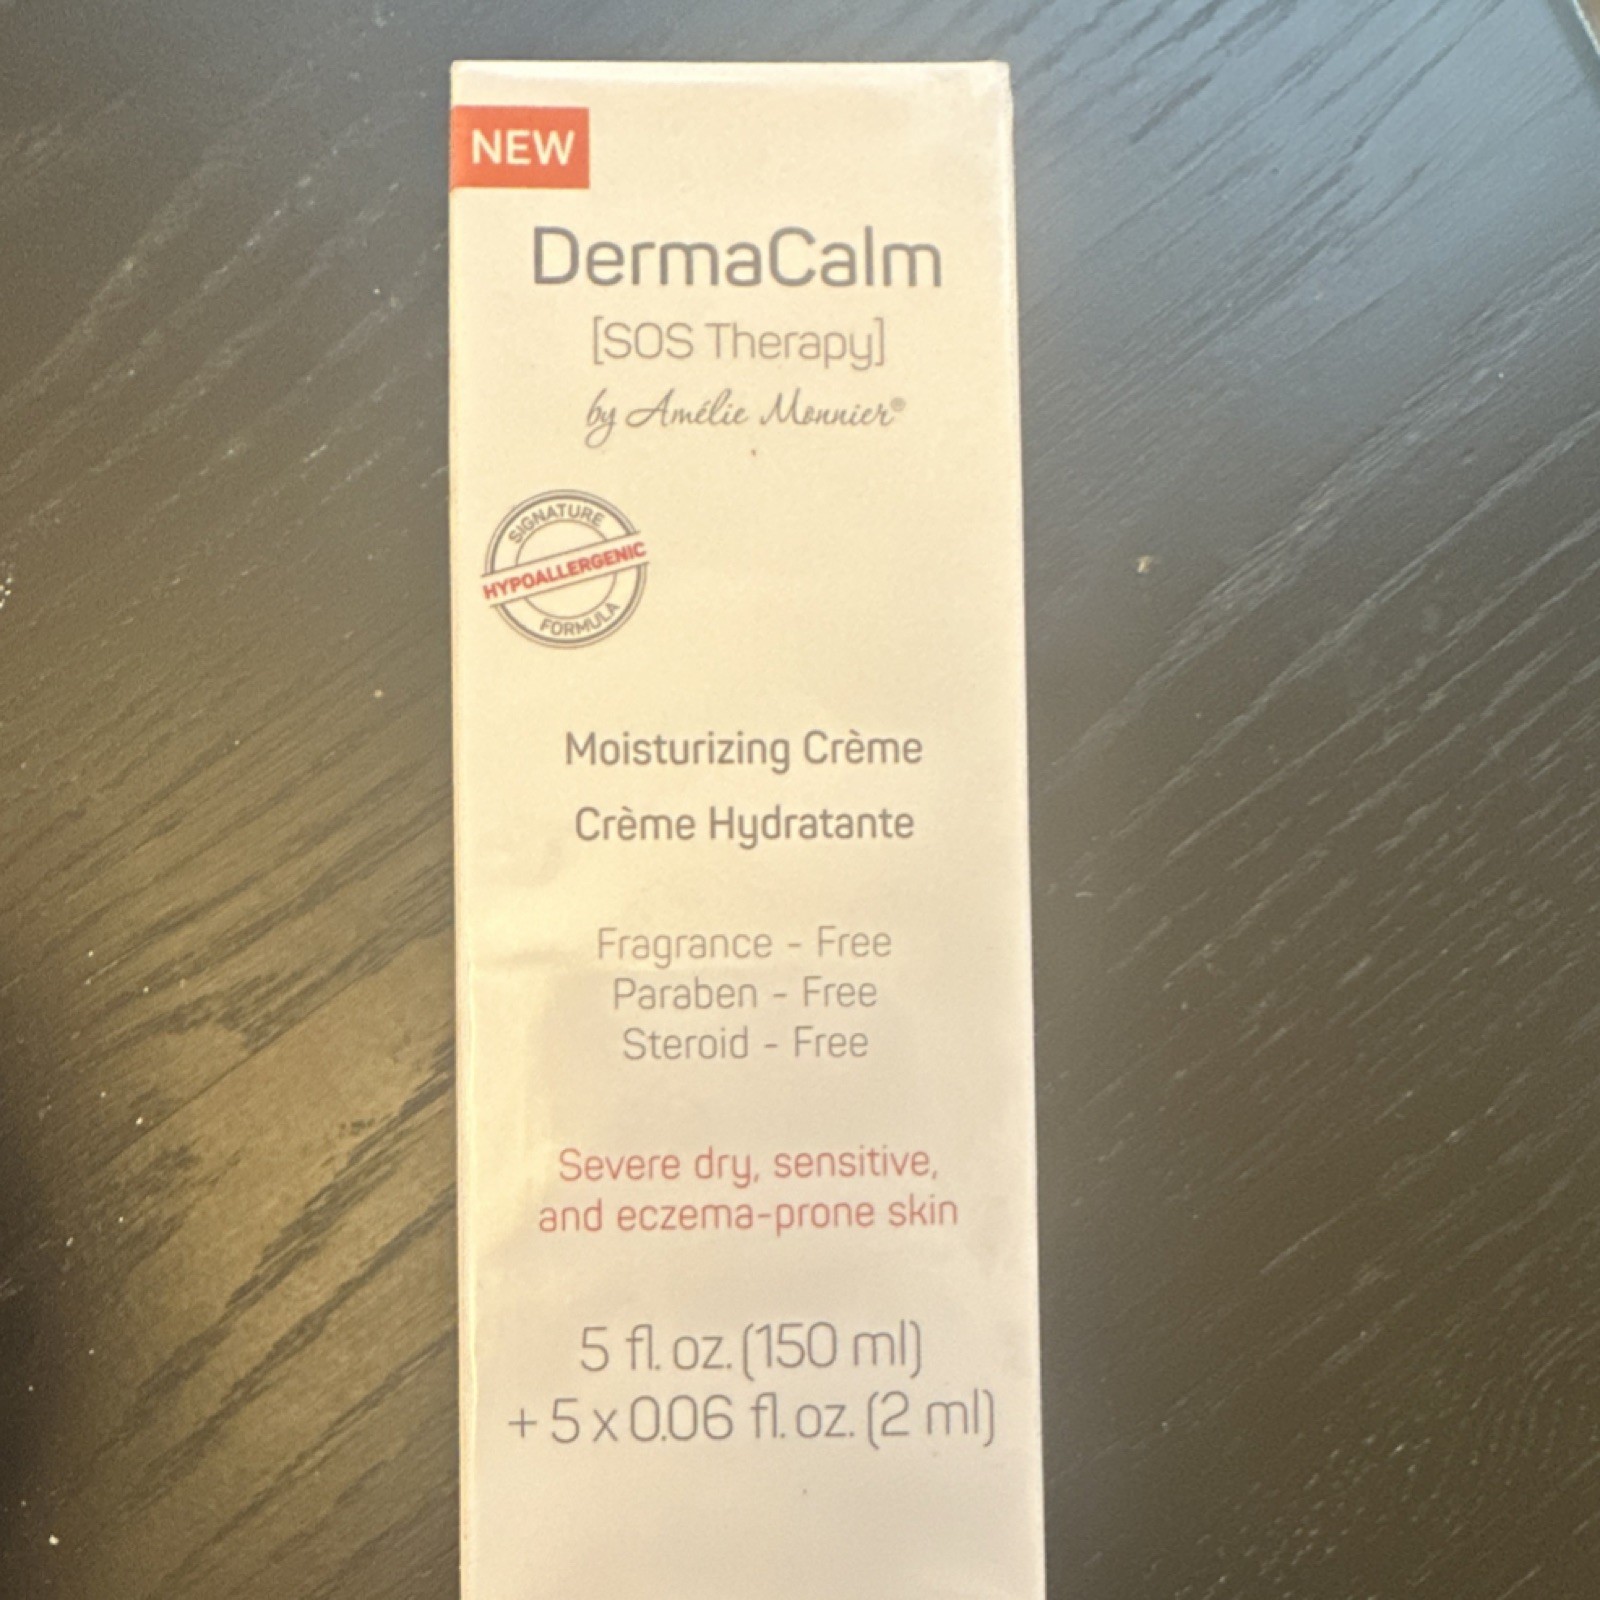 NEW
DermaCalm
[SOS Therapy]
by Amélie Monnier®
SIGNATURE
HYPOALLERGENIC
FORMULA
Moisturizing Crème
Crème Hydratante
Fragrance - Free
Paraben - Free
Steroid - Free
Severe dry, sensitive,
and eczema-prone skin
5 fl. oz. (150 ml)
+ 5 x 0.06 fl. oz. (2 ml)